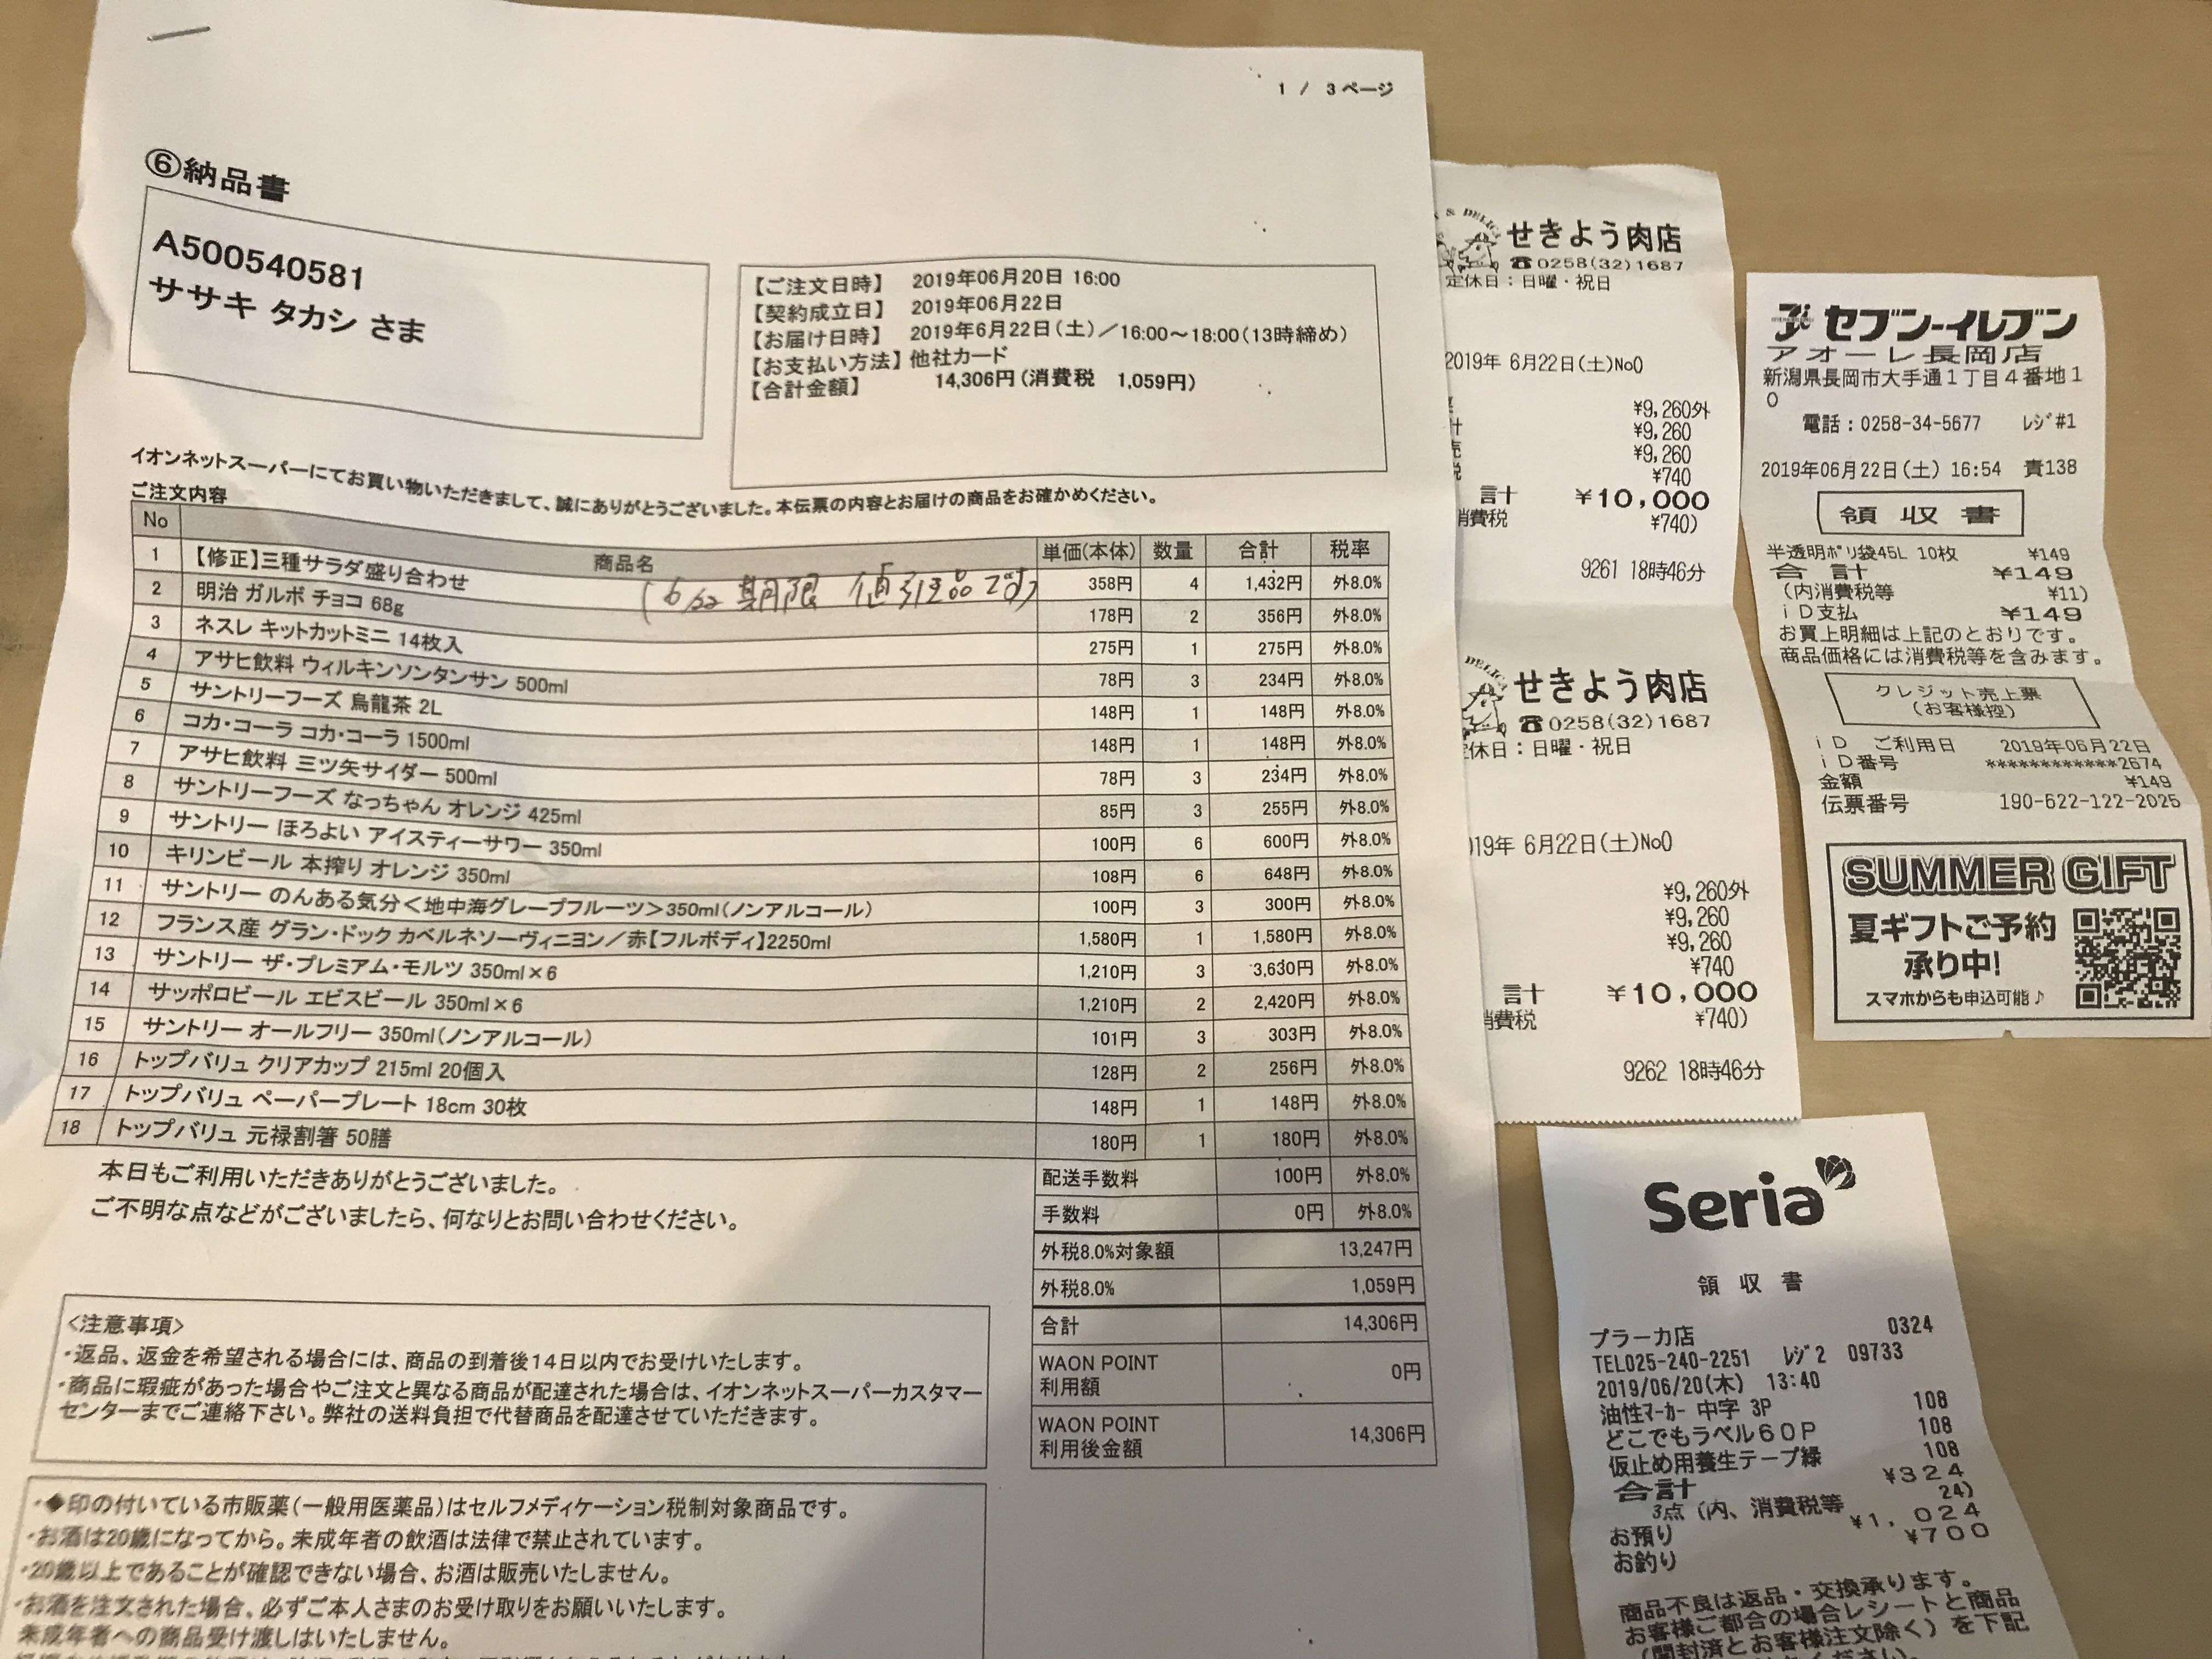 1 / 3ページ
⑥納品書
A500540581
ササキ タカシ さま
【ご注文日時】 2019年06月20日 16:00
【契約成立日】 2019年06月22日
【お届け日時】 2019年6月22日(土)／16:00～18:00(13時締め)
【お支払い方法】他社カード
【合計金額】 14,306円(消費税 1,059円)
イオンネットスーパーにてお買い物いただきまして、誠にありがとうございました。本伝票の内容とお届けの商品をお確かめください。
ご注文内容
No 商品名 単価(本体) 数量 合計 税率
1 【修正】三種サラダ盛り合わせ 358円 4 1,432円 外8.0%
(6/22 期限 値引き品です)
2 明治 ガルボ チョコ 68g 178円 2 356円 外8.0%
3 ネスレ キットカットミニ 14枚入 275円 1 275円 外8.0%
4 アサヒ飲料 ウィルキンソンタンサン 500ml 78円 3 234円 外8.0%
5 サントリーフーズ 烏龍茶 2L 148円 1 148円 外8.0%
6 コカ・コーラ コカ・コーラ 1500ml 148円 1 148円 外8.0%
7 アサヒ飲料 三ツ矢サイダー 500ml 78円 3 234円 外8.0%
8 サントリーフーズ なっちゃん オレンジ 425ml 85円 3 255円 外8.0%
9 サントリー ほろよい アイスティーサワー 350ml 100円 6 600円 外8.0%
10 キリンビール 本搾り オレンジ 350ml 108円 6 648円 外8.0%
11 サントリー のんある気分＜地中海グレープフルーツ＞350ml(ノンアルコール) 100円 3 300円 外8.0%
12 フランス産 グラン・ドック カベルネソーヴィニヨン／赤【フルボディ】2250ml 1,580円 1 1,580円 外8.0%
13 サントリー ザ・プレミアム・モルツ 350ml×6 1,210円 3 3,630円 外8.0%
14 サッポロビール エビスビール 350ml×6 1,210円 2 2,420円 外8.0%
15 サントリー オールフリー 350ml(ノンアルコール) 101円 3 303円 外8.0%
16 トップバリュ クリアカップ 215ml 20個入 128円 2 256円 外8.0%
17 トップバリュ ペーパープレート 18cm 30枚 148円 1 148円 外8.0%
18 トップバリュ 元禄割箸 50膳 180円 1 180円 外8.0%
配送手数料 100円 外8.0%
手数料 0円 外8.0%
外税8.0%対象額 13,247円
外税8.0% 1,059円
合計 14,306円
WAON POINT
利用額 0円
WAON POINT
利用後金額 14,306円
本日もご利用いただきありがとうございました。
ご不明な点などがございましたら、何なりとお問い合わせください。
<注意事項>
・返品、返金を希望される場合には、商品の到着後14日以内でお受けいたします。
・商品に瑕疵があった場合やご注文と異なる商品が配達された場合は、イオンネットスーパーカスタマー
センターまでご連絡下さい。弊社の送料負担で代替商品を配達させていただきます。
・◆印の付いている市販薬(一般用医薬品)はセルフメディケーション税制対象商品です。
・お酒は20歳になってから。未成年者の飲酒は法律で禁止されています。
・20歳以上であることが確認できない場合、お酒は販売いたしません。
・お酒を注文された場合、必ずご本人さまのお受け取りをお願いいたします。
未成年者への商品受け渡しはいたしません。
& DELICA
せきよう肉店
☎0258(32)1687
定休日：日曜・祝日
2019年 6月22日(土)No0
¥9,260外
計 ¥9,260
¥9,260
税 ¥740
計 ¥10,000
消費税 ¥740)
9261 18時46分
DELICA
せきよう肉店
☎0258(32)1687
休日：日曜・祝日
19年 6月22日(土)No0
¥9,260外
¥9,260
¥9,260
¥740
計 ¥10,000
消費税 ¥740)
9262 18時46分
セブン-イレブン
アオーレ長岡店
新潟県長岡市大手通1丁目4番地1
0
電話：0258-34-5677 レジ#1
2019年06月22日(土) 16:54 責138
領収書
半透明ポリ袋45L 10枚 ¥149
合 計 ¥149
(内消費税等 ¥11)
iD支払 ¥149
お買上明細は上記のとおりです。
商品価格には消費税等を含みます。
クレジット売上票
(お客様控)
iD ご利用日 2019年06月22日
iD番号 ************2674
金額 ¥149
伝票番号 190-622-122-2025
SUMMER GIFT
夏ギフトご予約
承り中!
スマホからも申込可能♪
Seria
領 収 書
プラーカ店 0324
TEL025-240-2251 レジ2 09733
2019/06/20(木) 13:40
油性マーカー 中字 3P 108
どこでもラベル60P 108
仮止め用養生テープ緑 108
合計 ¥324
3点 (内、消費税等 24)
お預り ¥1,024
お釣り ¥700
商品不良は返品・交換承ります。
お客様ご都合の場合レシートと商品
(開封済とお客様注文除く)を下記